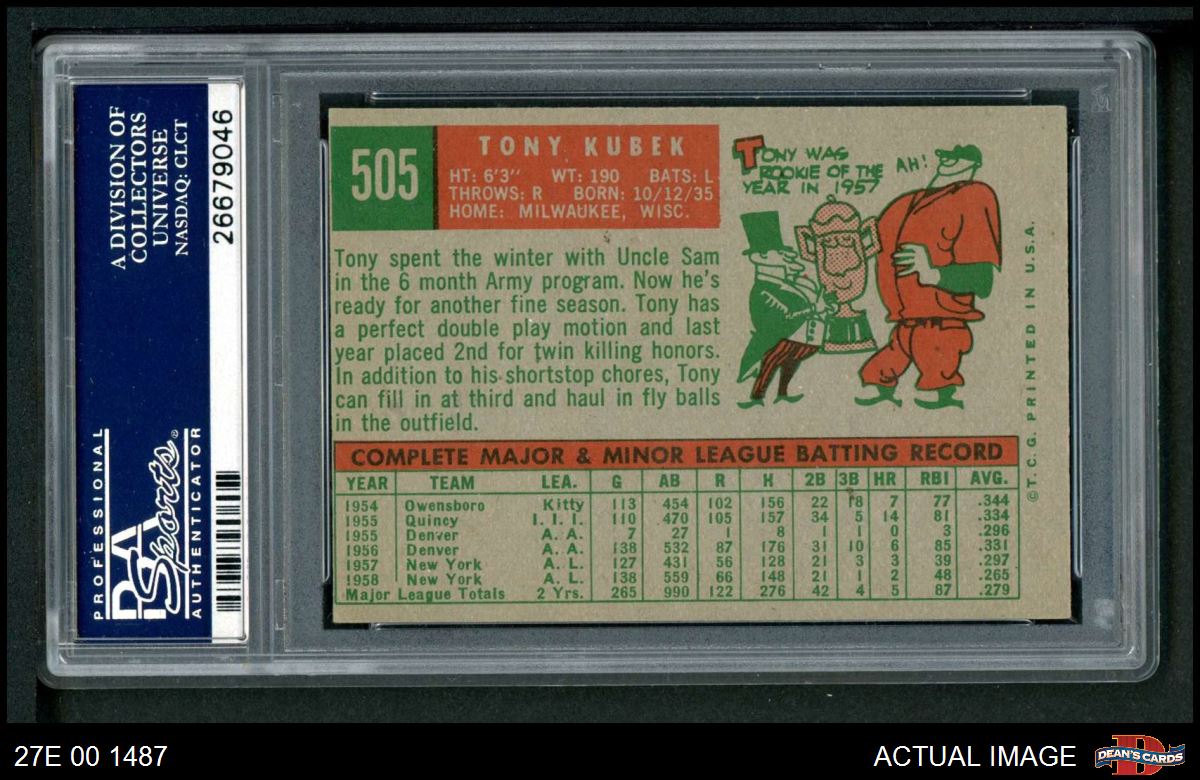 A DIVISION OF
COLLECTORS
UNIVERSE
NASDAQ: CLCT
26679046
PROFESSIONAL
PSA
Sports®
AUTHENTICATOR
505
TONY KUBEK
HT: 6'3" WT: 190 BATS: L
THROWS: R BORN: 10/12/35
HOME: MILWAUKEE, WISC.
TONY WAS
ROOKIE OF THE
YEAR IN 1957
AH!
Tony spent the winter with Uncle Sam
in the 6 month Army program. Now he's
ready for another fine season. Tony has
a perfect double play motion and last
year placed 2nd for twin killing honors.
In addition to his shortstop chores, Tony
can fill in at third and haul in fly balls
in the outfield.
COMPLETE MAJOR & MINOR LEAGUE BATTING RECORD
YEAR TEAM LEA. G AB R H 2B 3B HR RBI AVG.
1954 Owensboro Kitty 113 454 102 156 22 18 7 77 .344
1955 Quincy I. I. I. 110 470 105 157 34 5 14 81 .334
1955 Denver A. A. 7 27 1 8 1 1 0 3 .296
1956 Denver A. A. 138 532 87 176 31 10 6 85 .331
1957 New York A. L. 127 431 56 128 21 3 3 39 .297
1958 New York A. L. 138 559 66 148 21 1 2 48 .265
Major League Totals 2 Yrs. 265 990 122 276 42 4 5 87 .279
©T.C.G. PRINTED IN U.S.A.
27E 00 1487
ACTUAL IMAGE
DEAN'S CARDS